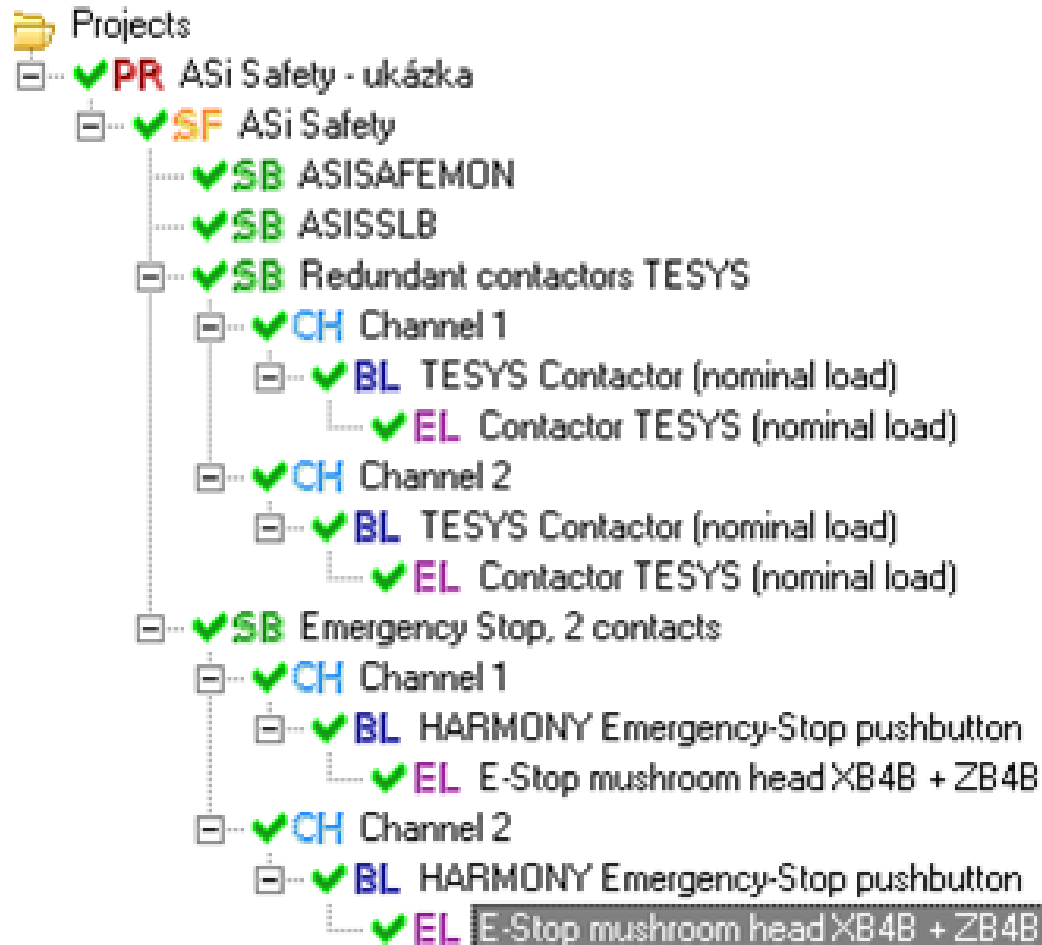 Projects
PR ASi Safety - ukázka
SF ASi Safety
SB ASISAFEMON
SB ASISSLB
SB Redundant contactors TESYS
CH Channel 1
BL TESYS Contactor (nominal load)
EL Contactor TESYS (nominal load)
CH Channel 2
BL TESYS Contactor (nominal load)
EL Contactor TESYS (nominal load)
SB Emergency Stop, 2 contacts
CH Channel 1
BL HARMONY Emergency-Stop pushbutton
EL E-Stop mushroom head XB4B + ZB4B
CH Channel 2
BL HARMONY Emergency-Stop pushbutton
EL E-Stop mushroom head XB4B + ZB4B